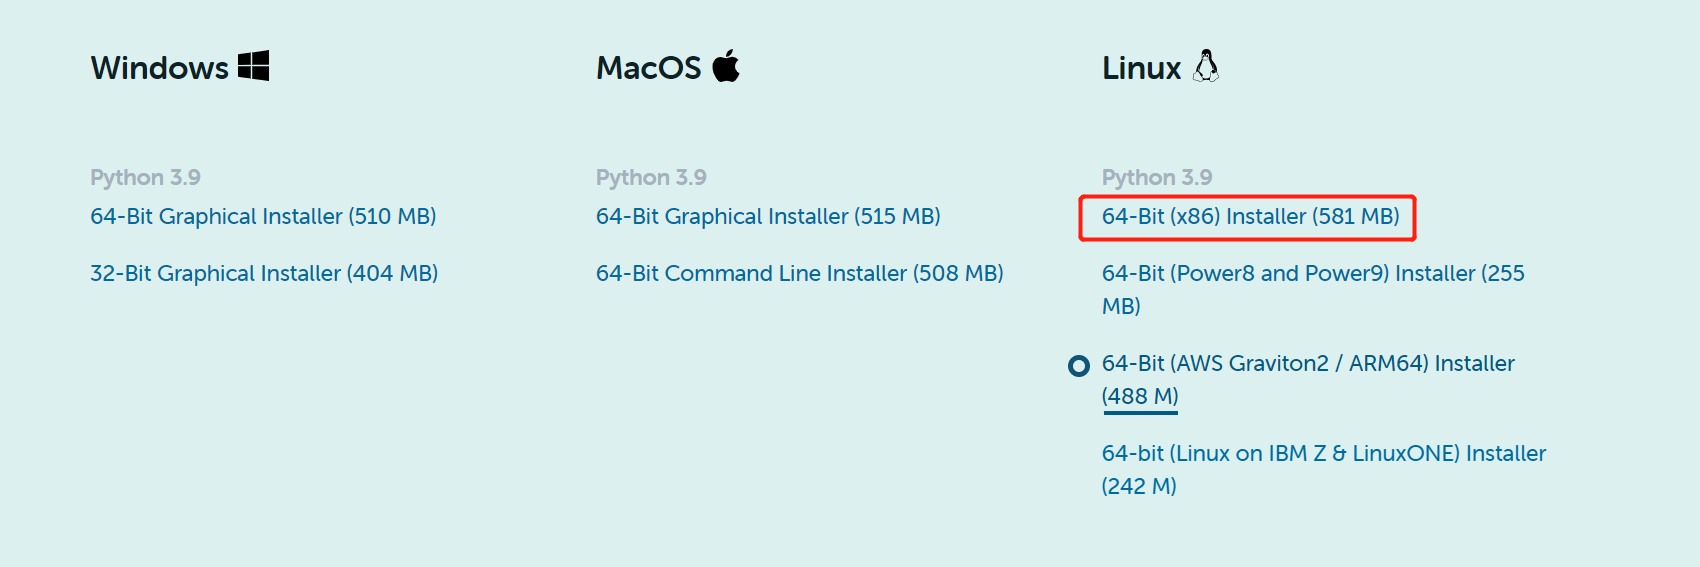 Windows
Python 3.9
64-Bit Graphical Installer (510 MB)
32-Bit Graphical Installer (404 MB)
MacOS
Python 3.9
64-Bit Graphical Installer (515 MB)
64-Bit Command Line Installer (508 MB)
Linux
Python 3.9
64-Bit (x86) Installer (581 MB)
64-Bit (Power8 and Power9) Installer (255
MB)
64-Bit (AWS Graviton2 / ARM64) Installer
(488 M)
64-bit (Linux on IBM Z & LinuxONE) Installer
(242 M)